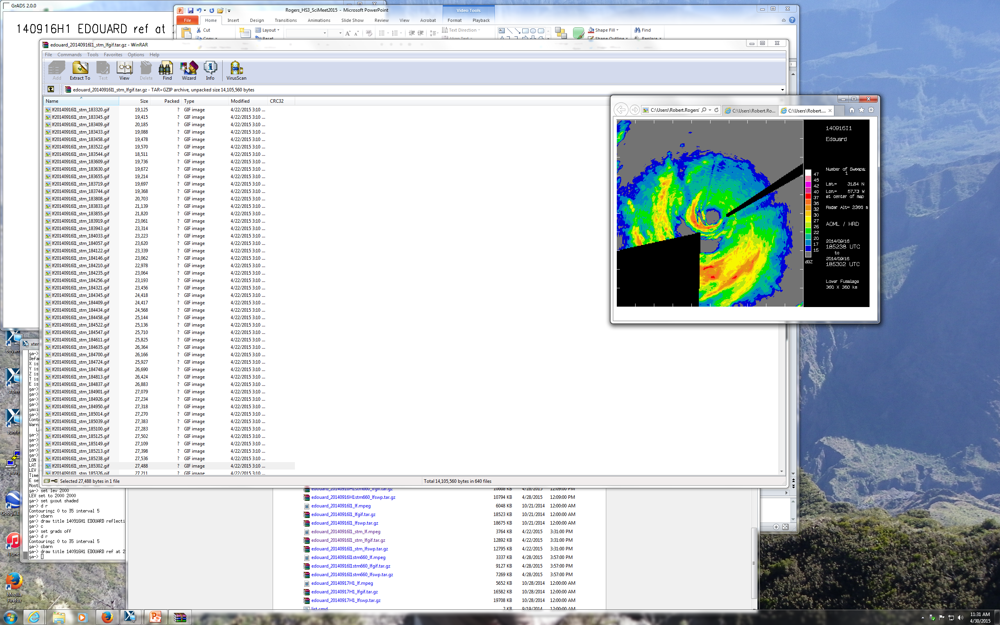 GrADS 2.0.0
140916H1 EDOUARD ref at
Rogers_HS3_SciMeet2015 - Microsoft PowerPoint
Video Tools
File Home Insert Design Transitions Animations Slide Show Review View Acrobat Format Playback
Cut
Layout
Text Direction
Shape Fill
Find
Copy
Reset
Align Text
Shape Outline
Replace
edouard_20140916I1_stm_lfgif.tar.gz - WinRAR
File Commands Tools Favorites Options Help
Add Extract To Test View Delete Find Wizard Info VirusScan
edouard_20140916I1_stm_lfgif.tar.gz - TAR+GZIP archive, unpacked size 14,105,560 bytes
Name Size Packed Type Modified CRC32
lf20140916I1_stm_183320.gif 19,125 ? GIF image 4/22/2015 3:10 ...
lf20140916I1_stm_183345.gif 19,415 ? GIF image 4/22/2015 3:10 ...
lf20140916I1_stm_183409.gif 20,185 ? GIF image 4/22/2015 3:10 ...
lf20140916I1_stm_183433.gif 19,088 ? GIF image 4/22/2015 3:10 ...
lf20140916I1_stm_183458.gif 19,478 ? GIF image 4/22/2015 3:10 ...
lf20140916I1_stm_183522.gif 19,570 ? GIF image 4/22/2015 3:10 ...
lf20140916I1_stm_183544.gif 18,511 ? GIF image 4/22/2015 3:10 ...
lf20140916I1_stm_183609.gif 19,736 ? GIF image 4/22/2015 3:10 ...
lf20140916I1_stm_183630.gif 19,672 ? GIF image 4/22/2015 3:10 ...
lf20140916I1_stm_183655.gif 19,214 ? GIF image 4/22/2015 3:10 ...
lf20140916I1_stm_183719.gif 19,697 ? GIF image 4/22/2015 3:10 ...
lf20140916I1_stm_183744.gif 19,368 ? GIF image 4/22/2015 3:10 ...
lf20140916I1_stm_183808.gif 20,703 ? GIF image 4/22/2015 3:10 ...
lf20140916I1_stm_183833.gif 21,139 ? GIF image 4/22/2015 3:10 ...
lf20140916I1_stm_183855.gif 21,820 ? GIF image 4/22/2015 3:10 ...
lf20140916I1_stm_183919.gif 23,061 ? GIF image 4/22/2015 3:10 ...
lf20140916I1_stm_183943.gif 23,314 ? GIF image 4/22/2015 3:10 ...
lf20140916I1_stm_184033.gif 23,223 ? GIF image 4/22/2015 3:10 ...
lf20140916I1_stm_184057.gif 23,620 ? GIF image 4/22/2015 3:10 ...
lf20140916I1_stm_184122.gif 23,339 ? GIF image 4/22/2015 3:10 ...
lf20140916I1_stm_184146.gif 23,062 ? GIF image 4/22/2015 3:10 ...
lf20140916I1_stm_184210.gif 22,978 ? GIF image 4/22/2015 3:10 ...
lf20140916I1_stm_184235.gif 23,064 ? GIF image 4/22/2015 3:10 ...
lf20140916I1_stm_184256.gif 23,193 ? GIF image 4/22/2015 3:10 ...
lf20140916I1_stm_184321.gif 23,456 ? GIF image 4/22/2015 3:10 ...
lf20140916I1_stm_184345.gif 24,418 ? GIF image 4/22/2015 3:10 ...
lf20140916I1_stm_184409.gif 24,417 ? GIF image 4/22/2015 3:10 ...
lf20140916I1_stm_184434.gif 24,568 ? GIF image 4/22/2015 3:10 ...
lf20140916I1_stm_184458.gif 25,144 ? GIF image 4/22/2015 3:10 ...
lf20140916I1_stm_184522.gif 25,136 ? GIF image 4/22/2015 3:10 ...
lf20140916I1_stm_184547.gif 25,710 ? GIF image 4/22/2015 3:10 ...
lf20140916I1_stm_184611.gif 25,825 ? GIF image 4/22/2015 3:10 ...
lf20140916I1_stm_184635.gif 26,364 ? GIF image 4/22/2015 3:10 ...
lf20140916I1_stm_184700.gif 26,166 ? GIF image 4/22/2015 3:10 ...
lf20140916I1_stm_184724.gif 25,927 ? GIF image 4/22/2015 3:10 ...
lf20140916I1_stm_184748.gif 26,690 ? GIF image 4/22/2015 3:10 ...
lf20140916I1_stm_184813.gif 26,424 ? GIF image 4/22/2015 3:10 ...
lf20140916I1_stm_184837.gif 26,883 ? GIF image 4/22/2015 3:10 ...
lf20140916I1_stm_184901.gif 27,079 ? GIF image 4/22/2015 3:10 ...
lf20140916I1_stm_184926.gif 27,234 ? GIF image 4/22/2015 3:10 ...
lf20140916I1_stm_184950.gif 27,318 ? GIF image 4/22/2015 3:10 ...
lf20140916I1_stm_185014.gif 27,270 ? GIF image 4/22/2015 3:10 ...
lf20140916I1_stm_185039.gif 27,383 ? GIF image 4/22/2015 3:10 ...
lf20140916I1_stm_185100.gif 27,283 ? GIF image 4/22/2015 3:10 ...
lf20140916I1_stm_185125.gif 27,502 ? GIF image 4/22/2015 3:10 ...
lf20140916I1_stm_185149.gif 27,109 ? GIF image 4/22/2015 3:10 ...
lf20140916I1_stm_185213.gif 27,398 ? GIF image 4/22/2015 3:10 ...
lf20140916I1_stm_185238.gif 27,536 ? GIF image 4/22/2015 3:10 ...
lf20140916I1_stm_185302.gif 27,488 ? GIF image 4/22/2015 3:10 ...
lf20140916I1_stm_185326.gif 27,211 ? GIF image 4/22/2015 3:10 ...
Selected 27,488 bytes in 1 file
Total 14,105,560 bytes in 640 files
C:\Users\Robert.Rogers'
C:\Users\Robert.Ro...
C:\Users\Robert....
140916I1
Edouard
Number of Sweeps:
1
Lat.= 31.84 N
Lon.= 57.73 W
at center of map
Radar Alt= 2366 m
AOML / HRD
2014/09/16
185238 UTC
to
2014/09/16
185302 UTC
Lower Fuselage
360 X 360 km
47
45
42
40
37
35
32
30
27
25
22
20
17
15
dBZ
xter
ga->
Defau
X is
Y is
Z is
T is
E is
ga->
ga->
ga->
ga->
yaxi
ga->
Cont
Warn
L
ga->
ga->
ga->
ga->
ga->
LON
LAT
LEV
Time
E se
Most
ga-> set lev 2000
LEV set to 2000 2000
ga-> set gxout shaded
ga-> d r
Contouring: 0 to 35 interval 5
ga-> cbarn
ga-> draw title 140916H1 EDOUARD reflecti
ga-> c
ga-> set grads off
ga-> d r
Contouring: 0 to 35 interval 5
ga-> cbarn
ga-> draw title 140916H1 EDOUARD ref at 2
ga->
ooyam
storm
sunfir
putty
Google E
iTune
Mozilla
Firefox
edouard_20140916H1stm660_lfgif.tar.gz 10668 KB 4/28/2015 12:09:00 PM
edouard_20140916H1stm660_lfswp.tar.gz 10794 KB 4/28/2015 12:09:00 PM
edouard_20140916I1_lf.mpeg 6048 KB 10/21/2014 12:00:00 AM
edouard_20140916I1_lfgif.tar.gz 18523 KB 10/21/2014 12:00:00 AM
edouard_20140916I1_lfswp.tar.gz 18675 KB 10/21/2014 12:00:00 AM
edouard_20140916I1_stm_lf.mpeg 3764 KB 4/22/2015 3:31:00 PM
edouard_20140916I1_stm_lfgif.tar.gz 12892 KB 4/22/2015 3:31:00 PM
edouard_20140916I1_stm_lfswp.tar.gz 12795 KB 4/22/2015 3:31:00 PM
edouard_20140916I1stm660_lf.mpeg 3337 KB 4/28/2015 3:57:00 PM
edouard_20140916I1stm660_lfgif.tar.gz 9127 KB 4/28/2015 3:57:00 PM
edouard_20140916I1stm660_lfswp.tar.gz 7269 KB 4/28/2015 3:57:00 PM
edouard_20140917H1_lf.mpeg 5652 KB 10/28/2014 12:00:00 AM
edouard_20140917H1_lfgif.tar.gz 16582 KB 10/28/2014 12:00:00 AM
edouard_20140917H1_lfswp.tar.gz 19708 KB 10/28/2014 12:00:00 AM
list.cmd 2 KB 9/19/2014 12:00:00 AM
11:31 AM
4/30/2015